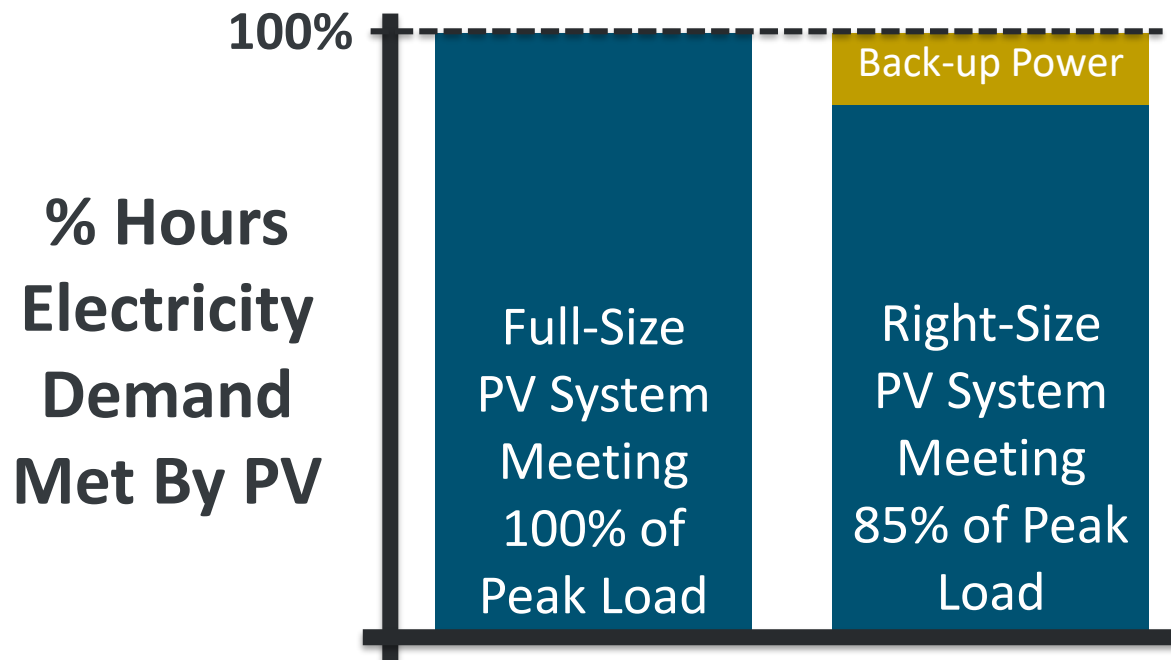 100%
% Hours
Electricity
Demand
Met By PV
Full-Size
PV System
Meeting
100% of
Peak Load
Back-up Power
Right-Size
PV System
Meeting
85% of Peak
Load